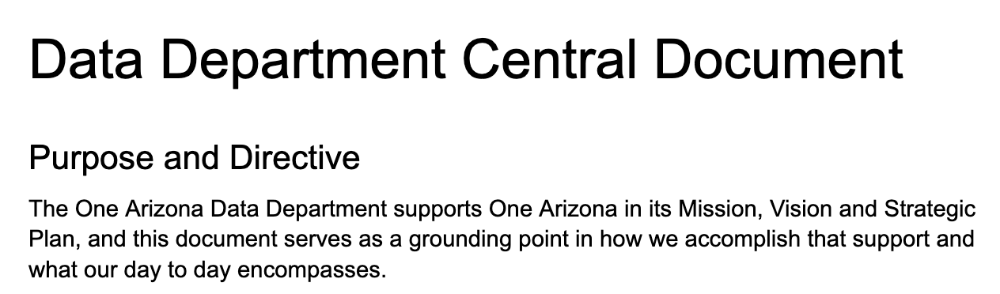 Data Department Central Document
Purpose and Directive
The One Arizona Data Department supports One Arizona in its Mission, Vision and Strategic
Plan, and this document serves as a grounding point in how we accomplish that support and
what our day to day encompasses.